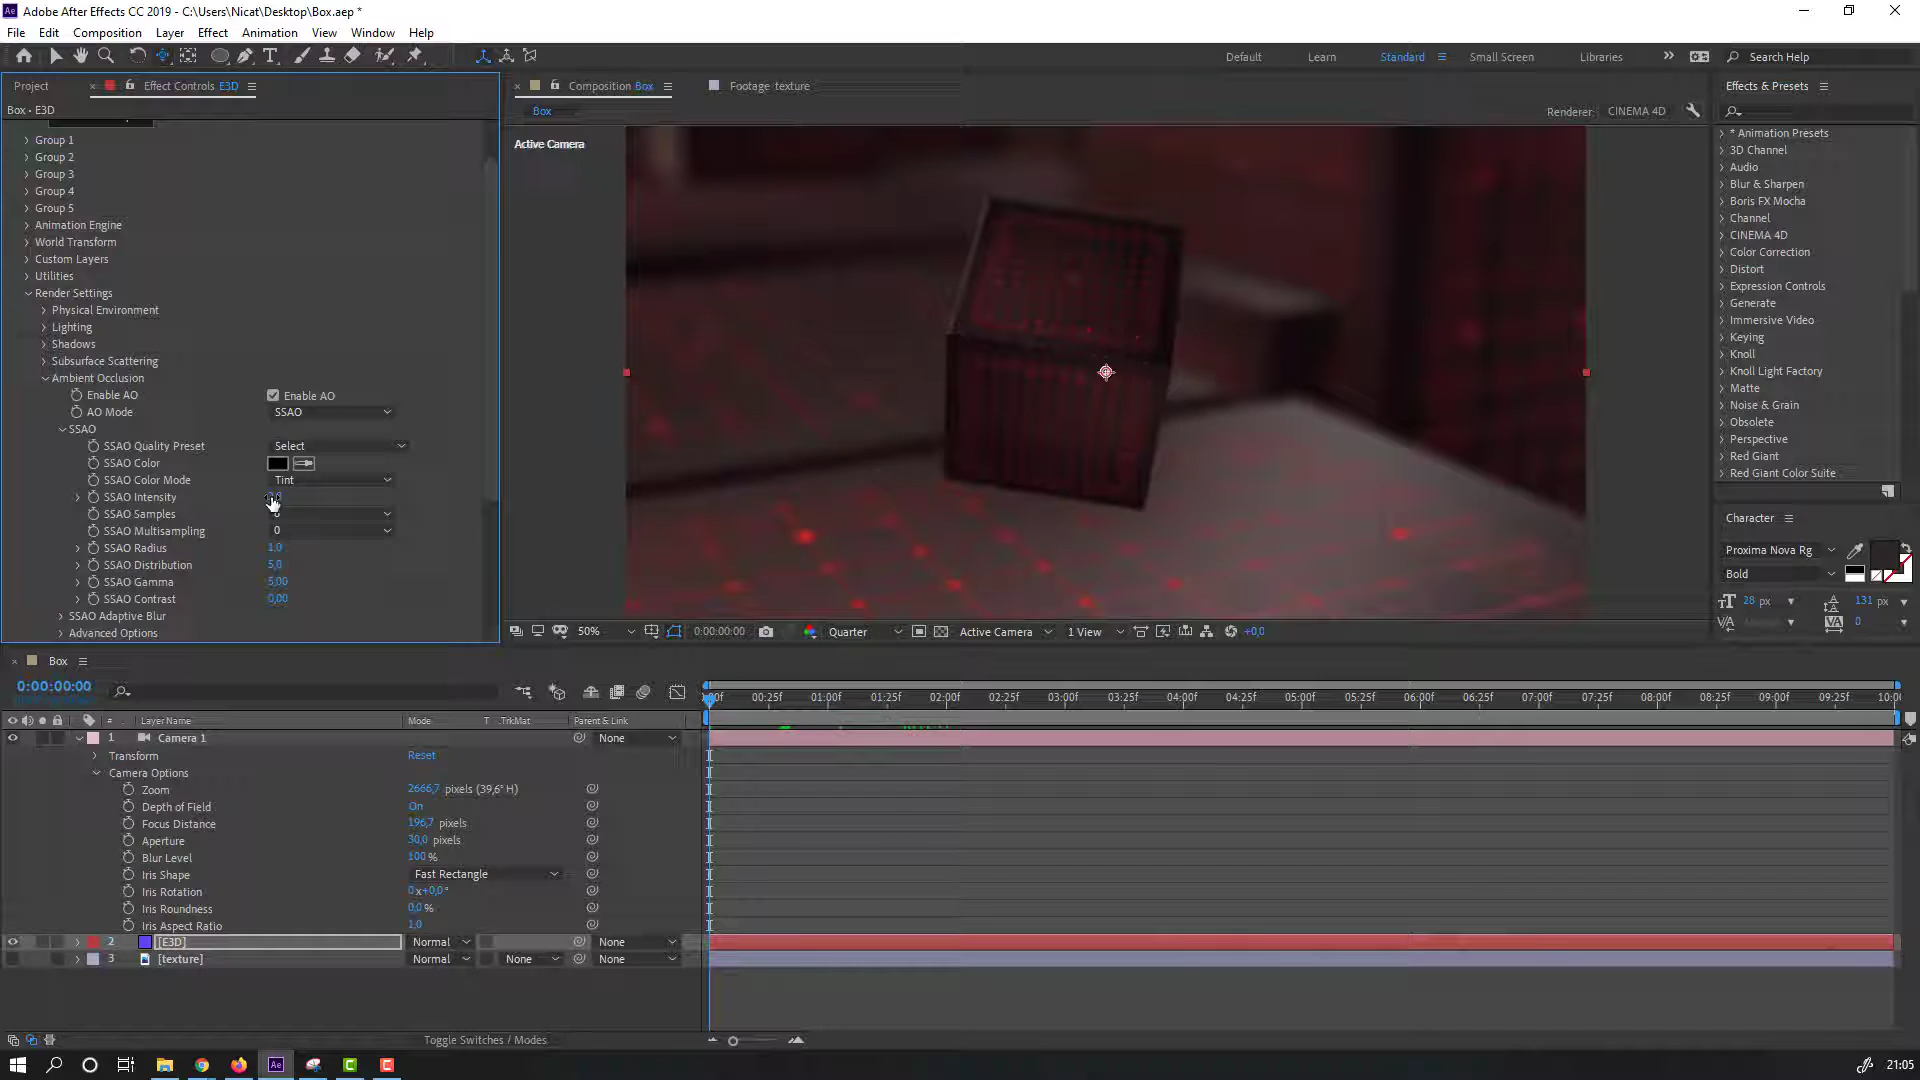 Adobe After Effects CC 2019 - C:\Users\Nicat\Desktop\Box.aep *
File Edit Composition Layer Effect Animation View Window Help
Default Learn Standard Small Screen Libraries Search Help
Project Effect Controls E3D
Composition Box Footage texture
Effects & Presets
Box • E3D
Box
Renderer: CINEMA 4D
Active Camera
Group 1
Group 2
Group 3
Group 4
Group 5
Animation Engine
World Transform
Custom Layers
Utilities
Render Settings
Physical Environment
Lighting
Shadows
Subsurface Scattering
Ambient Occlusion
Enable AO Enable AO
AO Mode SSAO
SSAO
SSAO Quality Preset Select
SSAO Color
SSAO Color Mode Tint
SSAO Intensity
SSAO Samples
SSAO Multisampling 0
SSAO Radius 1,0
SSAO Distribution 5,0
SSAO Gamma 5,00
SSAO Contrast 0,00
SSAO Adaptive Blur
Advanced Options
50% 0:00:00:00 Quarter Active Camera 1 View +0,0
* Animation Presets
3D Channel
Audio
Blur & Sharpen
Boris FX Mocha
Channel
CINEMA 4D
Color Correction
Distort
Expression Controls
Generate
Immersive Video
Keying
Knoll
Knoll Light Factory
Matte
Noise & Grain
Obsolete
Perspective
Red Giant
Red Giant Color Suite
Character
Proxima Nova Rg
Bold
28 px 131 px
0
Box
0:00:00:00
:00f 00:25f 01:00f 01:25f 02:00f 02:25f 03:00f 03:25f 04:00f 04:25f 05:00f 05:25f 06:00f 06:25f 07:00f 07:25f 08:00f 08:25f 09:00f 09:25f 10:0
# Layer Name Mode T TrkMat Parent & Link
1 Camera 1 None
Transform Reset
Camera Options
Zoom 2666,7 pixels (39,6° H)
Depth of Field On
Focus Distance 196,7 pixels
Aperture 30,0 pixels
Blur Level 100 %
Iris Shape Fast Rectangle
Iris Rotation 0 x +0,0 °
Iris Roundness 0,0 %
Iris Aspect Ratio 1,0
2 [E3D] Normal None
3 [texture] Normal None None
Toggle Switches / Modes
21:05